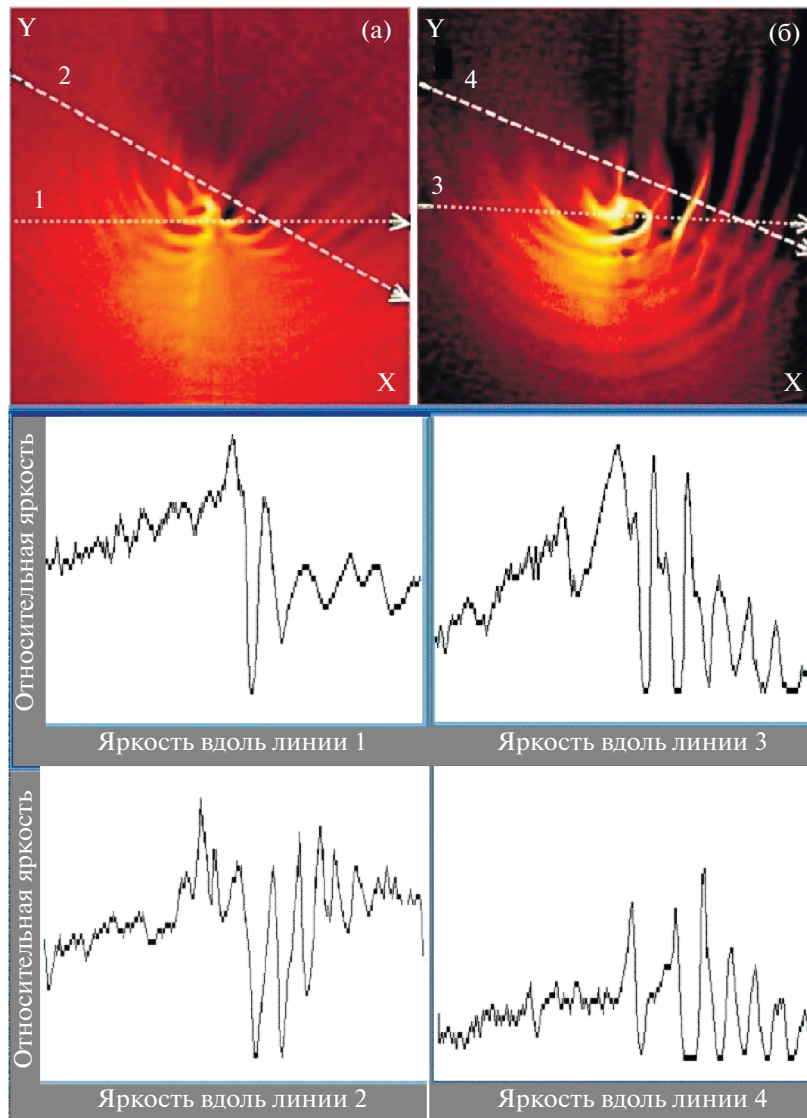 Y
(а)
2
1
X
Y
(б)
4
3
X
Относительная яркость
Яркость вдоль линии 1
Яркость вдоль линии 3
Относительная яркость
Яркость вдоль линии 2
Яркость вдоль линии 4